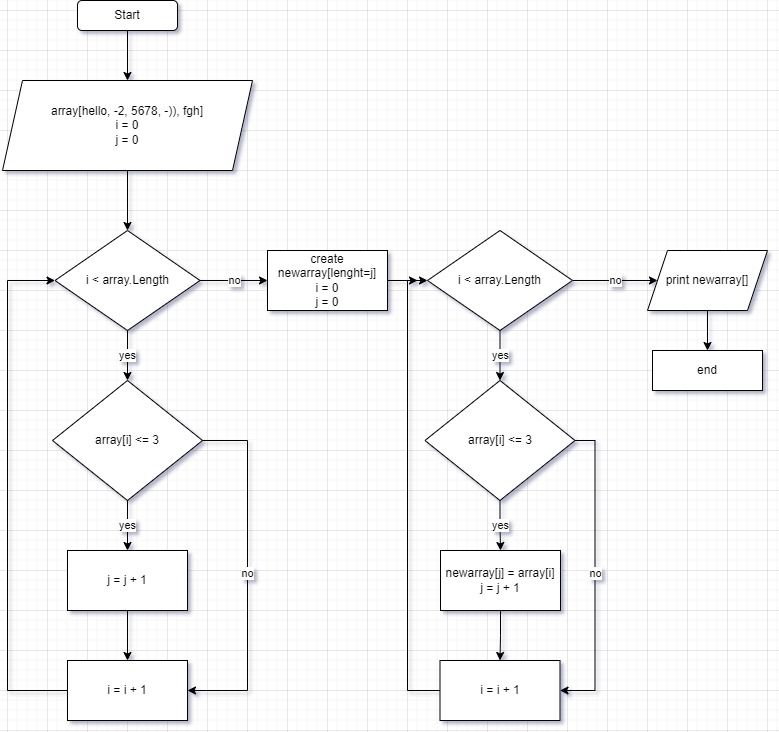 Start
array[hello, -2, 5678, -)), fgh]
i = 0
j = 0
i < array.Length
no
create
newarray[lenght=j]
i = 0
j = 0
i < array.Length
no
print newarray[]
yes
yes
end
array[i] <= 3
array[i] <= 3
yes
yes
j = j + 1
no
newarray[j] = array[i]
j = j + 1
no
i = i + 1
i = i + 1